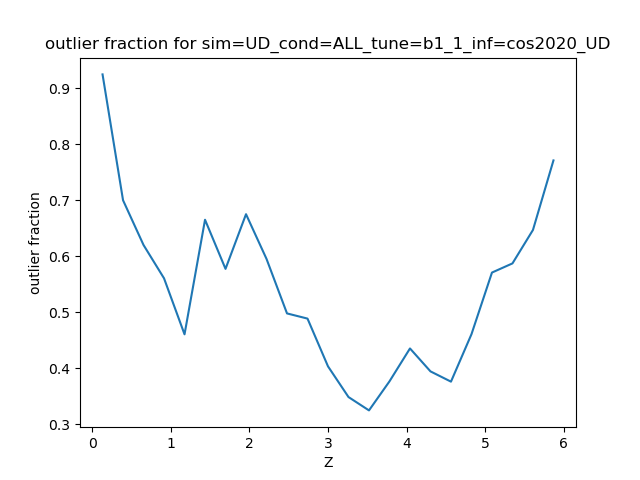 outlier fraction for sim=UD_cond=ALL_tune=b1_1_inf=cos2020_UD
outlier fraction
0.9
0.8
0.7
0.6
0.5
0.4
0.3
0 1 2 3 4 5 6
Z